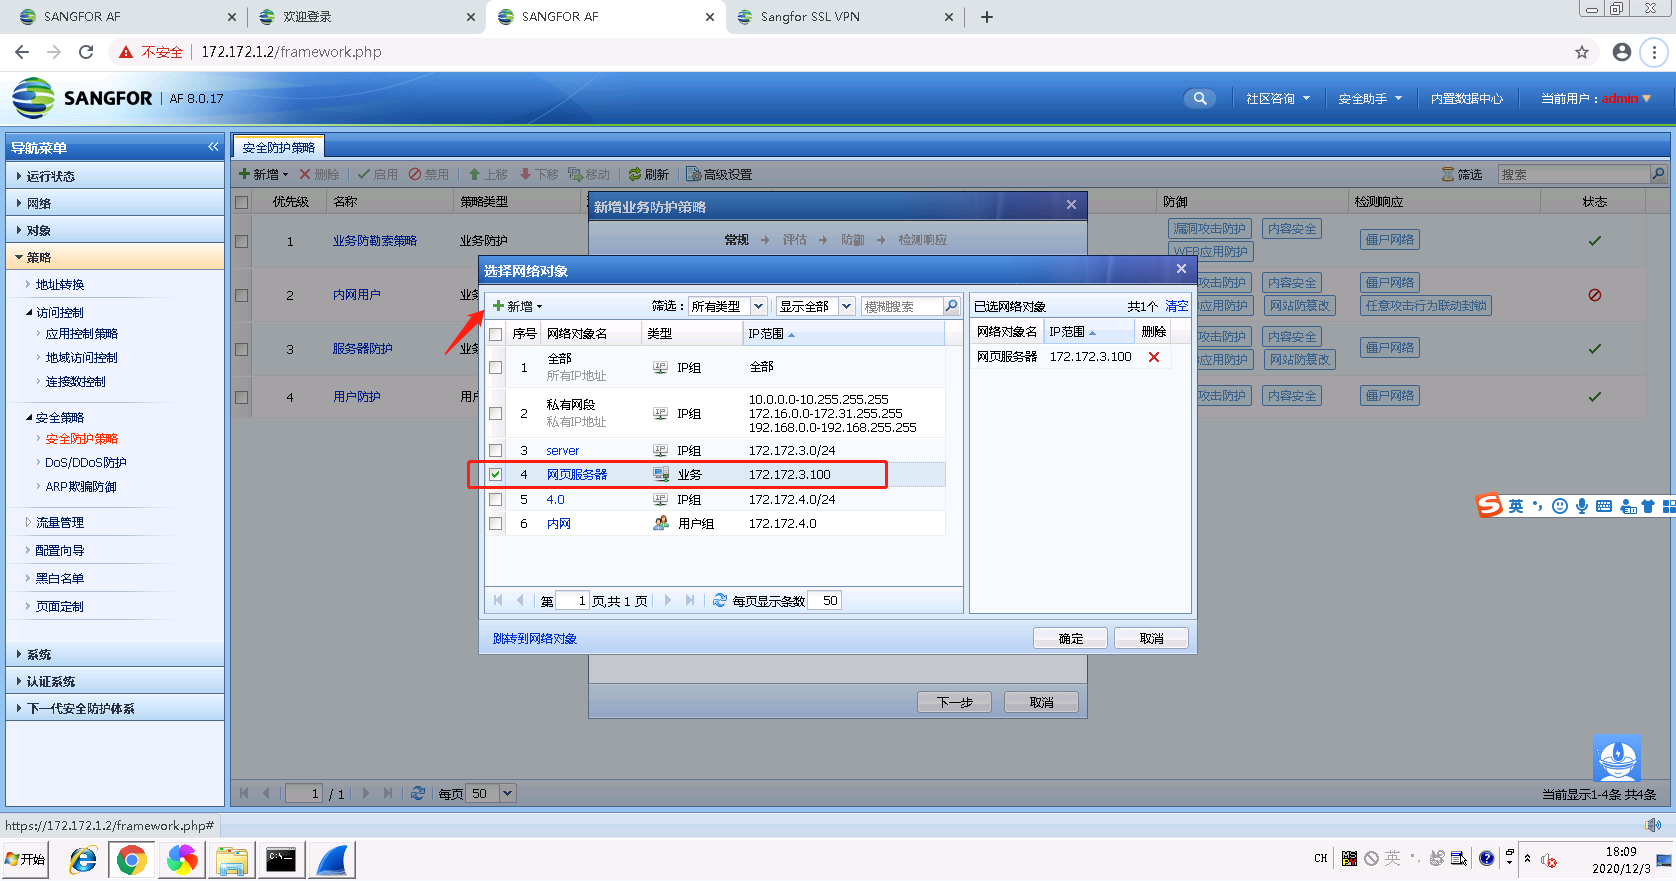 SANGFOR AF
欢迎登录
SANGFOR AF
Sangfor SSL VPN
不安全 172.172.1.2/framework.php
SANGFOR AF 8.0.17
社区咨询 安全助手 内置数据中心 当前用户：admin
导航菜单
运行状态
网络
对象
策略
地址转换
访问控制
应用控制策略
地域访问控制
连接数控制
安全策略
安全防护策略
DoS/DDoS防护
ARP欺骗防御
流量管理
配置向导
黑白名单
页面定制
系统
认证系统
下一代安全防护体系
安全防护策略
新增 删除 启用 禁用 上移 下移 移动 刷新 高级设置 筛选 搜索
优先级 名称 策略类型 防御 检测响应 状态
1 业务防勒索策略 业务防护 漏洞攻击防护 内容安全 僵尸网络
WEB应用防护
2 内网用户 攻击防护 内容安全 僵尸网络
应用防护 网站防篡改 任意攻击行为联动封锁
3 服务器防护 攻击防护 内容安全 僵尸网络
应用防护 网站防篡改
4 用户防护 攻击防护 内容安全 僵尸网络
新增业务防护策略
常规 评估 防御 检测响应
选择网络对象
新增 筛选： 所有类型 显示全部 模糊搜索
序号 网络对象名 类型 IP范围
1 全部 IP组 全部
所有IP地址
2 私有网段 IP组 10.0.0.0-10.255.255.255
私有IP地址 172.16.0.0-172.31.255.255
192.168.0.0-192.168.255.255
3 server IP组 172.172.3.0/24
4 网页服务器 业务 172.172.3.100
5 4.0 IP组 172.172.4.0/24
6 内网 用户组 172.172.4.0
第 1 页,共 1 页 每页显示条数 50
已选网络对象 共1个 清空
网络对象名 IP范围 删除
网页服务器 172.172.3.100
跳转到网络对象 确定 取消
下一步 取消
英
1 / 1 每页 50 当前显示1-4条 共4条
https://172.172.1.2/framework.php#
开始
CH 英
18:09
2020/12/3